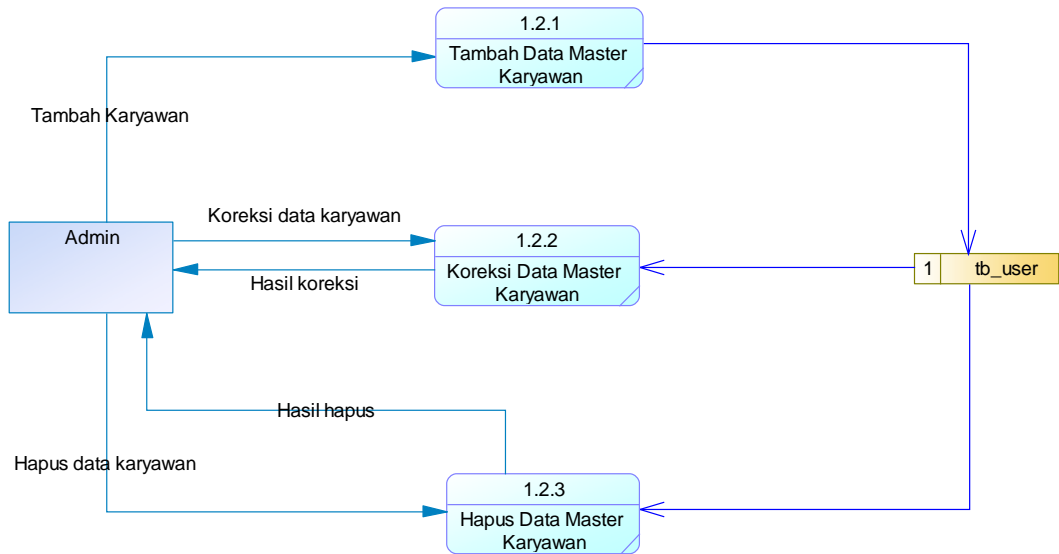 1.2.1
Tambah Data Master
Karyawan
Tambah Karyawan
Koreksi data karyawan
Admin
1.2.2
Koreksi Data Master
Karyawan
1 tb_user
Hasil koreksi
Hasil hapus
Hapus data karyawan
1.2.3
Hapus Data Master
Karyawan